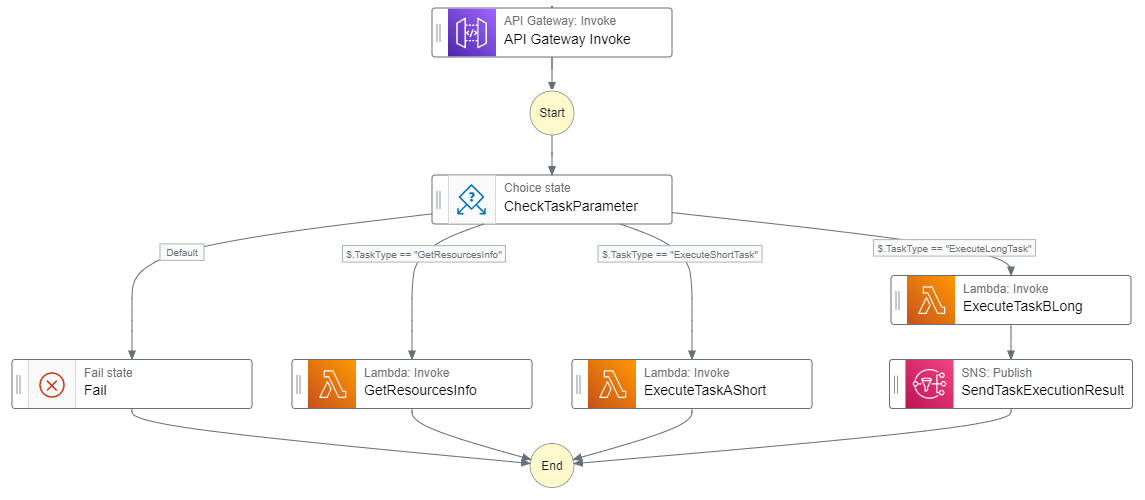 API Gateway: Invoke
API Gateway Invoke
Start
Choice state
CheckTaskParameter
Default
$.TaskType == "GetResourcesInfo"
$.TaskType == "ExecuteShortTask"
$.TaskType == "ExecuteLongTask"
Lambda: Invoke
ExecuteTaskBLong
Fail state
Fail
Lambda: Invoke
GetResourcesInfo
Lambda: Invoke
ExecuteTaskAShort
SNS: Publish
SendTaskExecutionResult
End